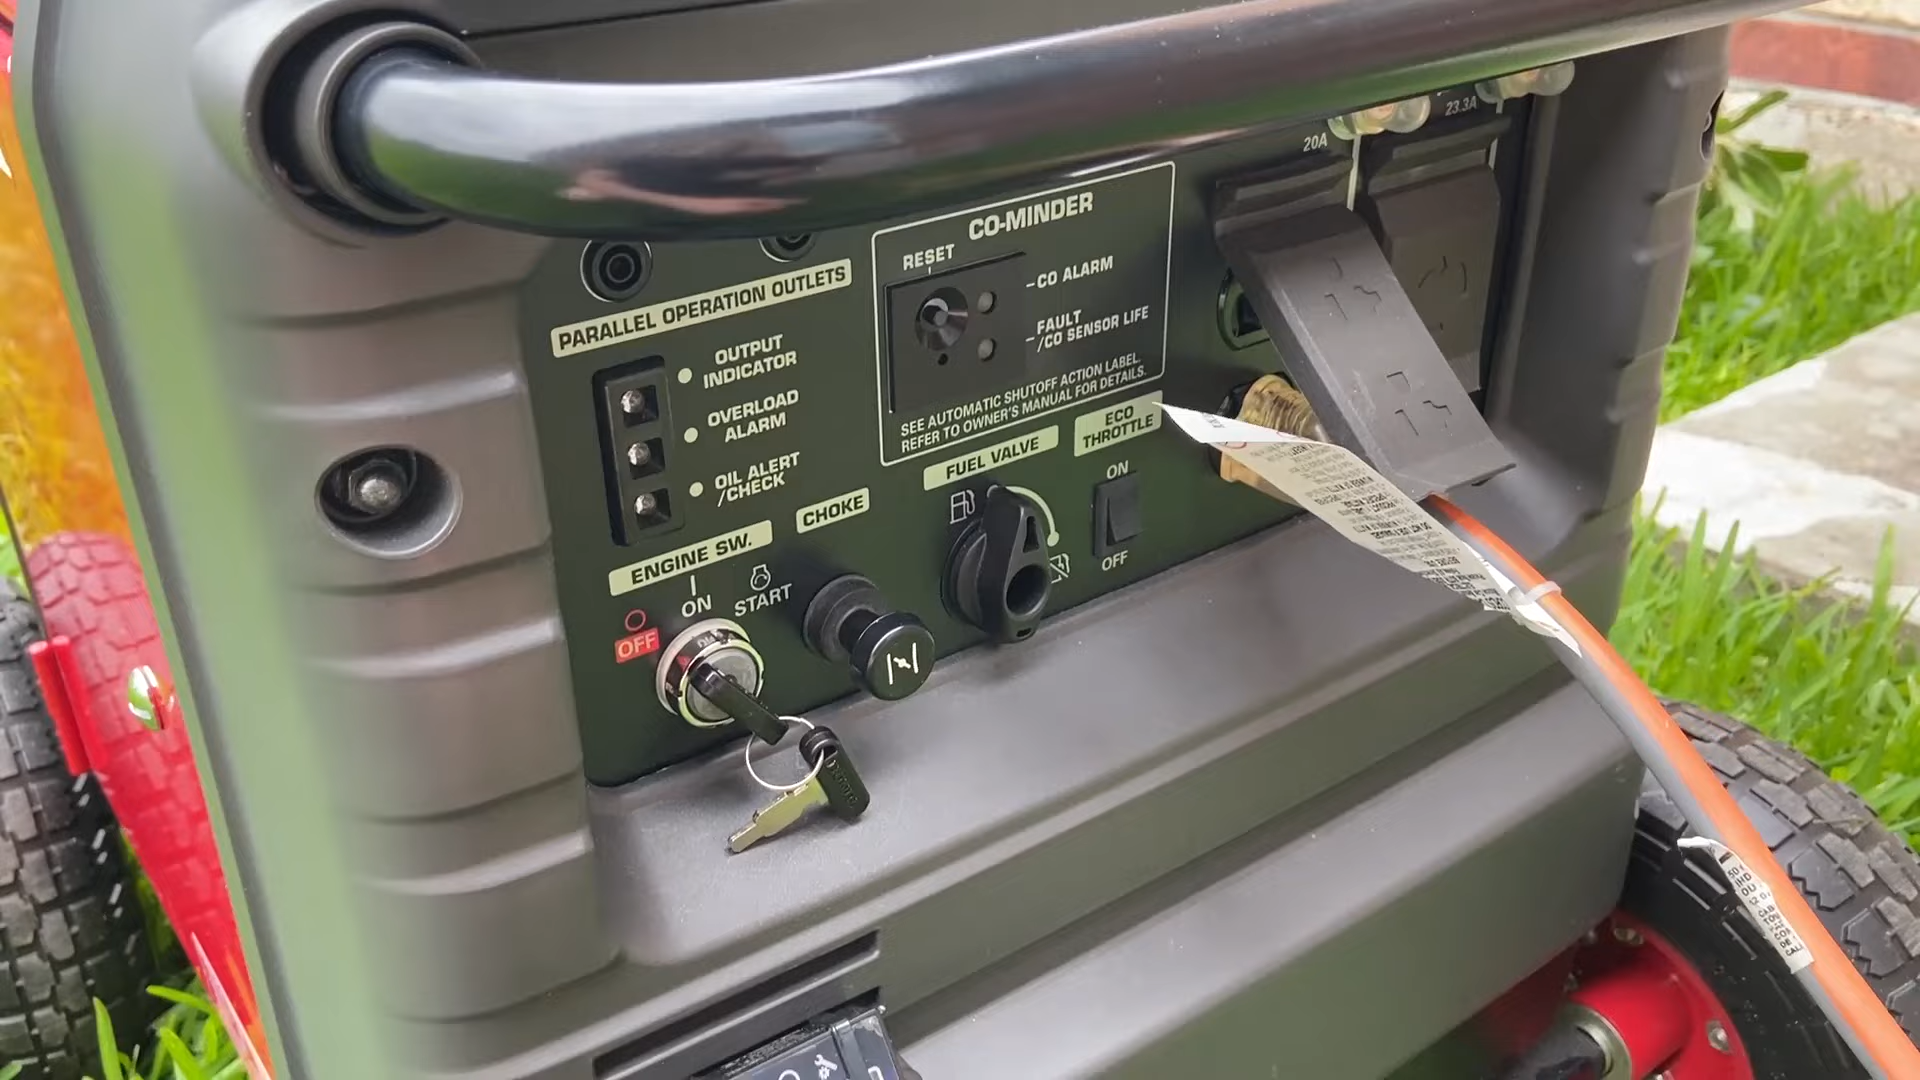 23.3A
20A
CO-MINDER
RESET
CO ALARM
FAULT
/CO SENSOR LIFE
SEE AUTOMATIC SHUTOFF ACTION LABEL.
REFER TO OWNER'S MANUAL FOR DETAILS.
PARALLEL OPERATION OUTLETS
OUTPUT
INDICATOR
OVERLOAD
ALARM
OIL ALERT
/CHECK
ENGINE SW.
OFF
ON
START
CHOKE
FUEL VALVE
ECO
THROTTLE
ON
OFF